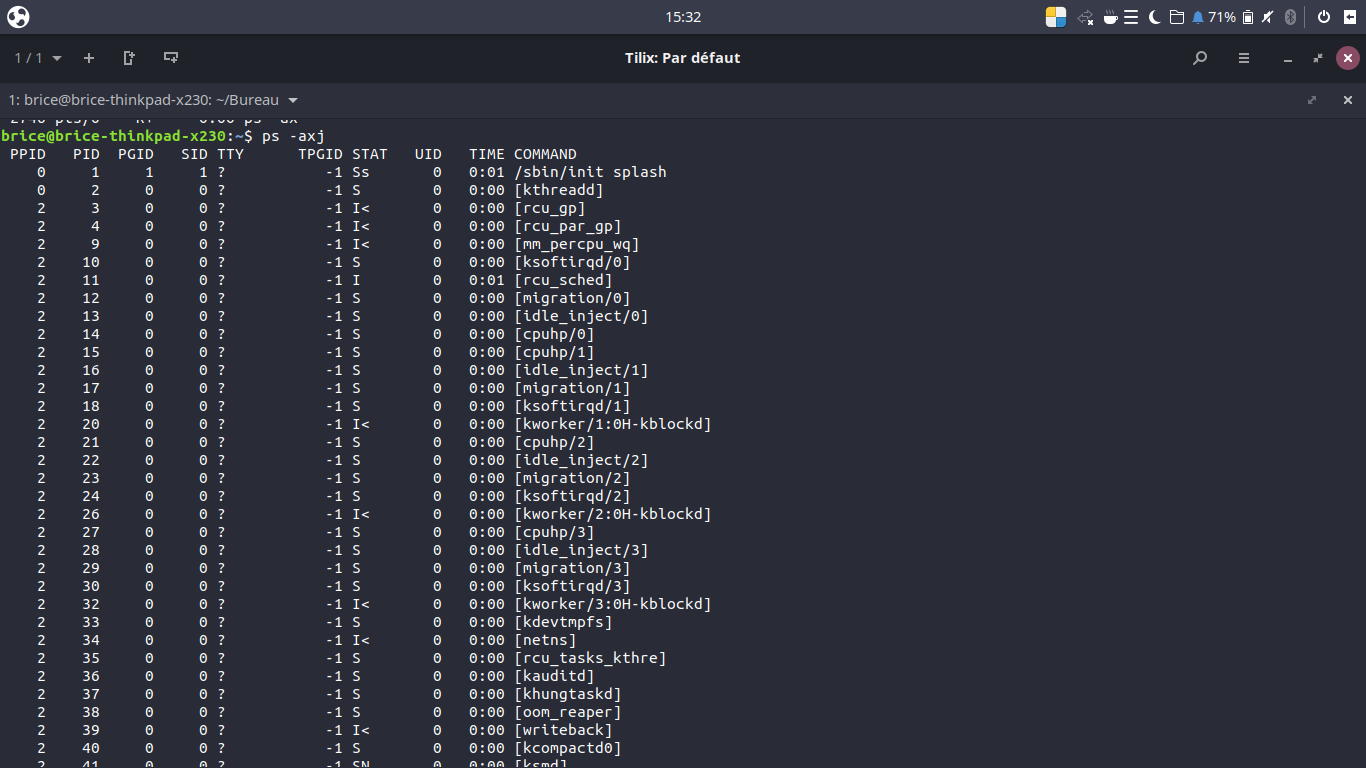 15:32
71%
1 / 1
Tilix: Par défaut
1: brice@brice-thinkpad-x230: ~/Bureau
brice@brice-thinkpad-x230:~$ ps -axj
PPID PID PGID SID TTY TPGID STAT UID TIME COMMAND
0 1 1 1 ? -1 Ss 0 0:01 /sbin/init splash
0 2 0 0 ? -1 S 0 0:00 [kthreadd]
2 3 0 0 ? -1 I< 0 0:00 [rcu_gp]
2 4 0 0 ? -1 I< 0 0:00 [rcu_par_gp]
2 9 0 0 ? -1 I< 0 0:00 [mm_percpu_wq]
2 10 0 0 ? -1 S 0 0:00 [ksoftirqd/0]
2 11 0 0 ? -1 I 0 0:01 [rcu_sched]
2 12 0 0 ? -1 S 0 0:00 [migration/0]
2 13 0 0 ? -1 S 0 0:00 [idle_inject/0]
2 14 0 0 ? -1 S 0 0:00 [cpuhp/0]
2 15 0 0 ? -1 S 0 0:00 [cpuhp/1]
2 16 0 0 ? -1 S 0 0:00 [idle_inject/1]
2 17 0 0 ? -1 S 0 0:00 [migration/1]
2 18 0 0 ? -1 S 0 0:00 [ksoftirqd/1]
2 20 0 0 ? -1 I< 0 0:00 [kworker/1:0H-kblockd]
2 21 0 0 ? -1 S 0 0:00 [cpuhp/2]
2 22 0 0 ? -1 S 0 0:00 [idle_inject/2]
2 23 0 0 ? -1 S 0 0:00 [migration/2]
2 24 0 0 ? -1 S 0 0:00 [ksoftirqd/2]
2 26 0 0 ? -1 I< 0 0:00 [kworker/2:0H-kblockd]
2 27 0 0 ? -1 S 0 0:00 [cpuhp/3]
2 28 0 0 ? -1 S 0 0:00 [idle_inject/3]
2 29 0 0 ? -1 S 0 0:00 [migration/3]
2 30 0 0 ? -1 S 0 0:00 [ksoftirqd/3]
2 32 0 0 ? -1 I< 0 0:00 [kworker/3:0H-kblockd]
2 33 0 0 ? -1 S 0 0:00 [kdevtmpfs]
2 34 0 0 ? -1 I< 0 0:00 [netns]
2 35 0 0 ? -1 S 0 0:00 [rcu_tasks_kthre]
2 36 0 0 ? -1 S 0 0:00 [kauditd]
2 37 0 0 ? -1 S 0 0:00 [khungtaskd]
2 38 0 0 ? -1 S 0 0:00 [oom_reaper]
2 39 0 0 ? -1 I< 0 0:00 [writeback]
2 40 0 0 ? -1 S 0 0:00 [kcompactd0]
2 41 0 0 ? -1 SN 0 0:00 [ksmd]